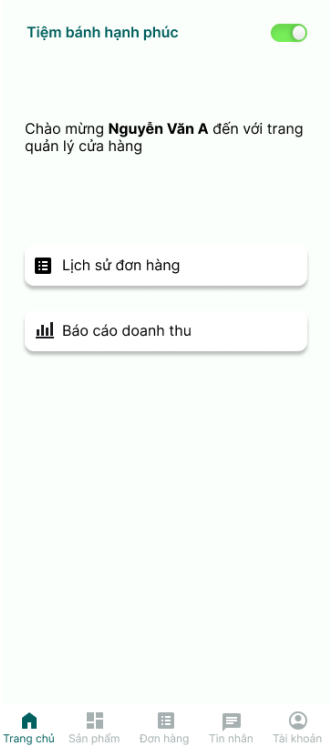 Tiệm bánh hạnh phúc
Chào mừng Nguyễn Văn A đến với trang
quản lý cửa hàng
Lịch sử đơn hàng
Báo cáo doanh thu
Trang chủ
Sản phẩm
Đơn hàng
Tin nhắn
Tài khoản